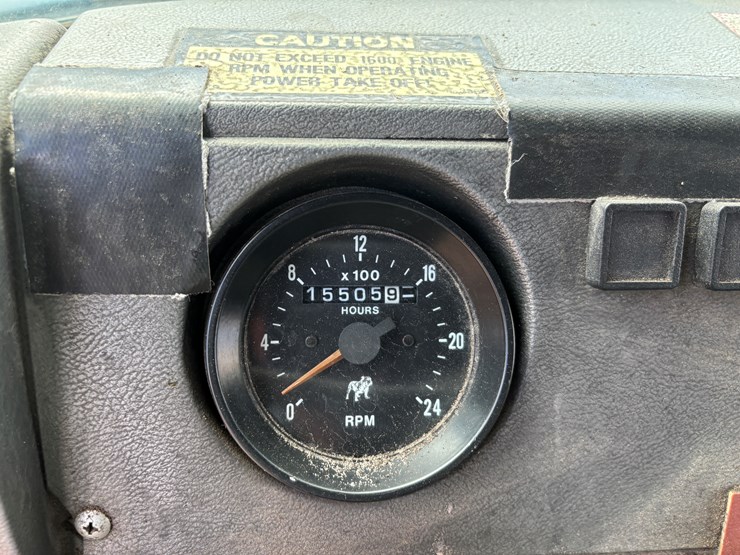 CAUTION
DO NOT EXCEED 1600 ENGINE
RPM WHEN OPERATING
POWER TAKE OFF
12
8
16
x 100
155059
HOURS
4
20
0
24
RPM